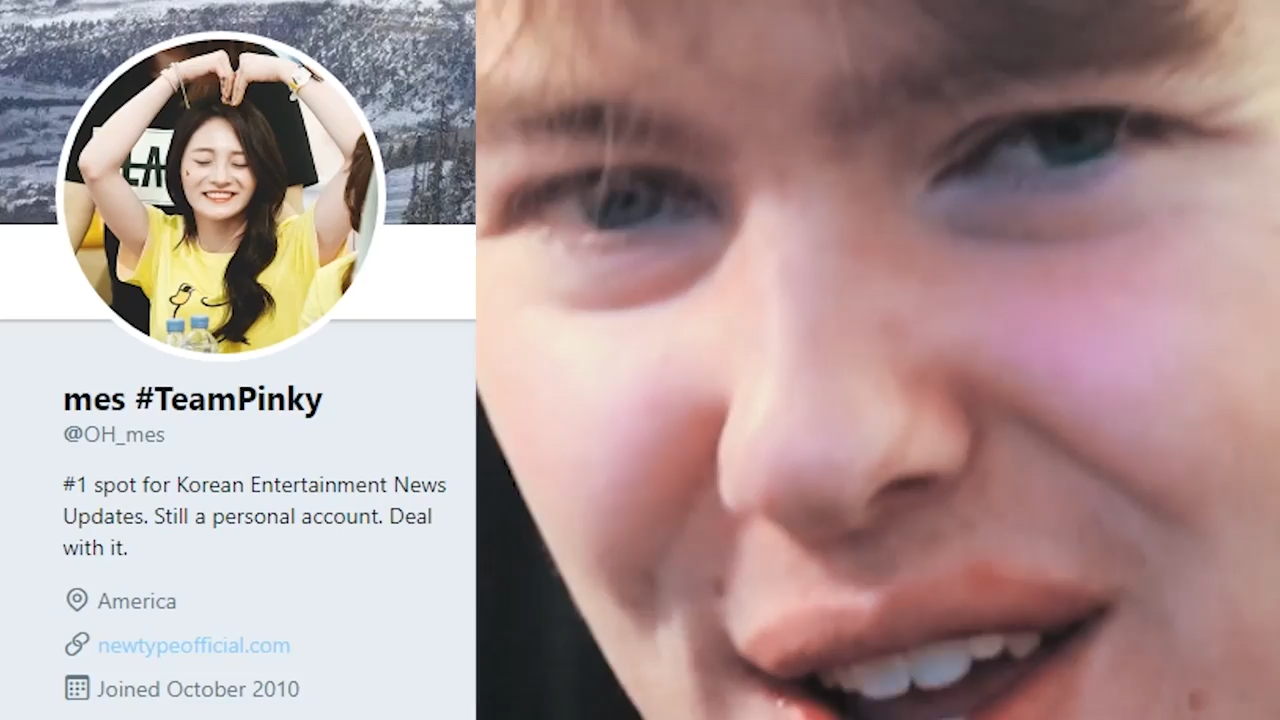 mes #TeamPinky
@OH_mes
#1 spot for Korean Entertainment News
Updates. Still a personal account. Deal
with it.
America
newtypeofficial.com
Joined October 2010